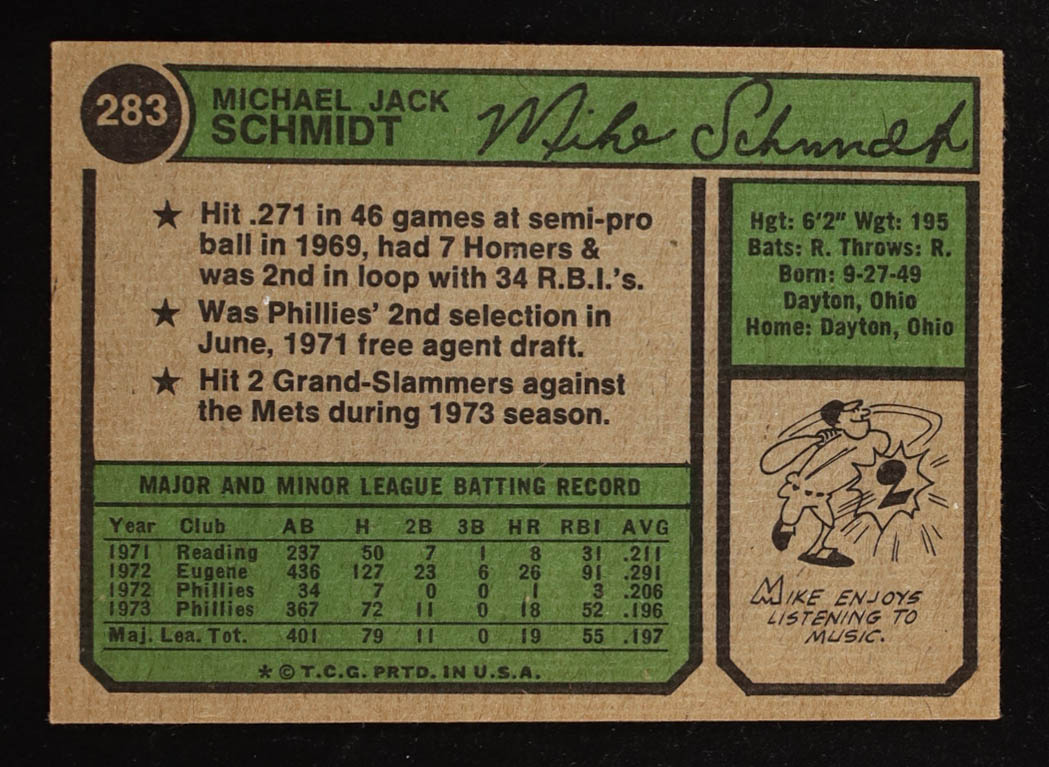 283
MICHAEL JACK
SCHMIDT
Mike Schmidt
★ Hit .271 in 46 games at semi-pro
ball in 1969, had 7 Homers &
was 2nd in loop with 34 R.B.I.'s.
★ Was Phillies' 2nd selection in
June, 1971 free agent draft.
★ Hit 2 Grand-Slammers against
the Mets during 1973 season.
MAJOR AND MINOR LEAGUE BATTING RECORD
Year Club AB H 2B 3B HR RBI AVG
1971 Reading 237 50 7 1 8 31 .211
1972 Eugene 436 127 23 6 26 91 .291
1972 Phillies 34 7 0 0 1 3 .206
1973 Phillies 367 72 11 0 18 52 .196
Maj. Lea. Tot. 401 79 11 0 19 55 .197
* © T.C.G. PRTD. IN U.S.A.
Hgt: 6'2" Wgt: 195
Bats: R. Throws: R.
Born: 9-27-49
Dayton, Ohio
Home: Dayton, Ohio
2
MIKE ENJOYS
LISTENING TO
MUSIC.